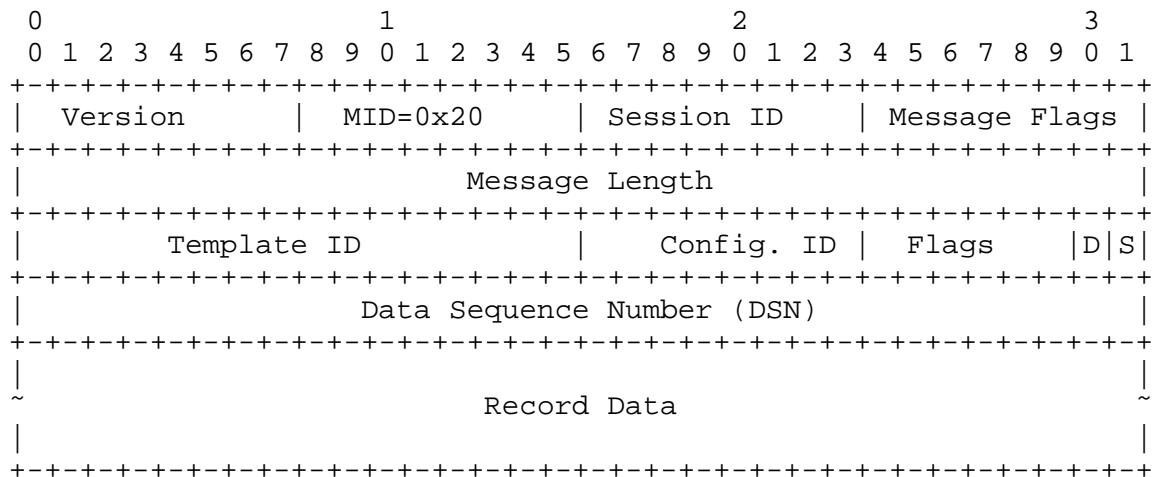 0                   1                   2                   3
 0 1 2 3 4 5 6 7 8 9 0 1 2 3 4 5 6 7 8 9 0 1 2 3 4 5 6 7 8 9 0 1
+-+-+-+-+-+-+-+-+-+-+-+-+-+-+-+-+-+-+-+-+-+-+-+-+-+-+-+-+-+-+-+-+
|  Version      |  MID=0x20     | Session ID    | Message Flags |
+-+-+-+-+-+-+-+-+-+-+-+-+-+-+-+-+-+-+-+-+-+-+-+-+-+-+-+-+-+-+-+-+
|                         Message Length                        |
+-+-+-+-+-+-+-+-+-+-+-+-+-+-+-+-+-+-+-+-+-+-+-+-+-+-+-+-+-+-+-+-+
|        Template ID            |    Config. ID |  Flags    |D|S|
+-+-+-+-+-+-+-+-+-+-+-+-+-+-+-+-+-+-+-+-+-+-+-+-+-+-+-+-+-+-+-+-+
|                   Data Sequence Number (DSN)                  |
+-+-+-+-+-+-+-+-+-+-+-+-+-+-+-+-+-+-+-+-+-+-+-+-+-+-+-+-+-+-+-+-+
|                                                               |
~                          Record Data                          ~
|                                                               |
+-+-+-+-+-+-+-+-+-+-+-+-+-+-+-+-+-+-+-+-+-+-+-+-+-+-+-+-+-+-+-+-+